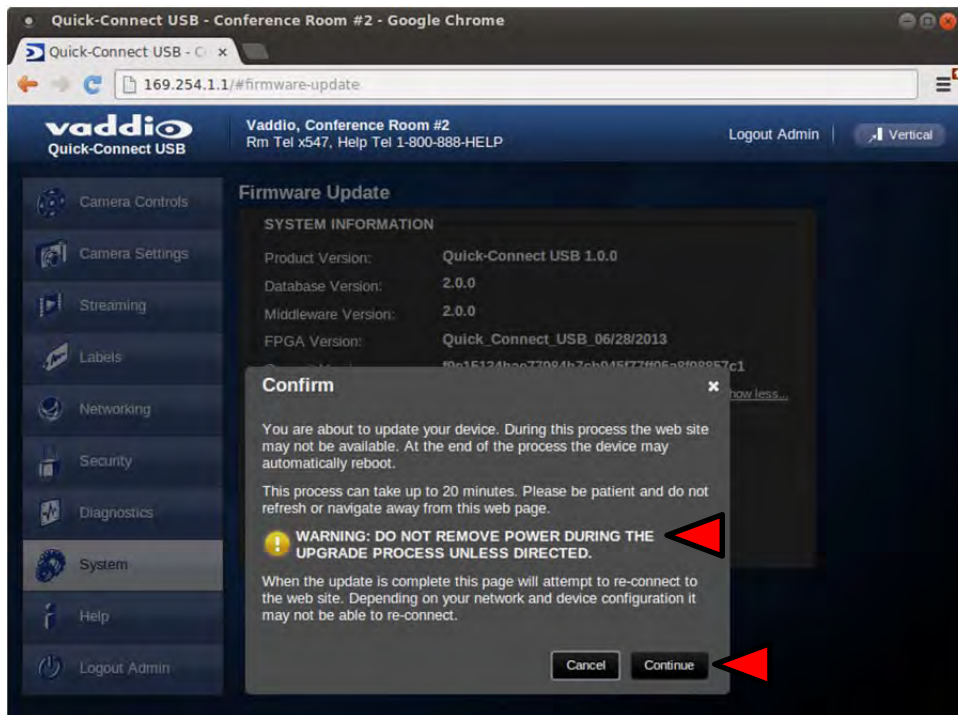 Quick-Connect USB - Conference Room #2 - Google Chrome
Quick-Connect USB - C
169.254.1.1/#firmware-update
vaddio
Quick-Connect USB
Vaddio, Conference Room #2
Rm Tel x547, Help Tel 1-800-888-HELP
Logout Admin
Vertical
Camera Controls
Camera Settings
Streaming
Labels
Networking
Security
Diagnostics
System
Help
Logout Admin
Firmware Update
SYSTEM INFORMATION
Product Version: Quick-Connect USB 1.0.0
Database Version: 2.0.0
Middleware Version: 2.0.0
FPGA Version: Quick_Connect_USB_06/28/2013
how less...
Confirm
You are about to update your device. During this process the web site
may not be available. At the end of the process the device may
automatically reboot.
This process can take up to 20 minutes. Please be patient and do not
refresh or navigate away from this web page.
WARNING: DO NOT REMOVE POWER DURING THE
UPGRADE PROCESS UNLESS DIRECTED.
When the update is complete this page will attempt to re-connect to
the web site. Depending on your network and device configuration it
may not be able to re-connect.
Cancel
Continue